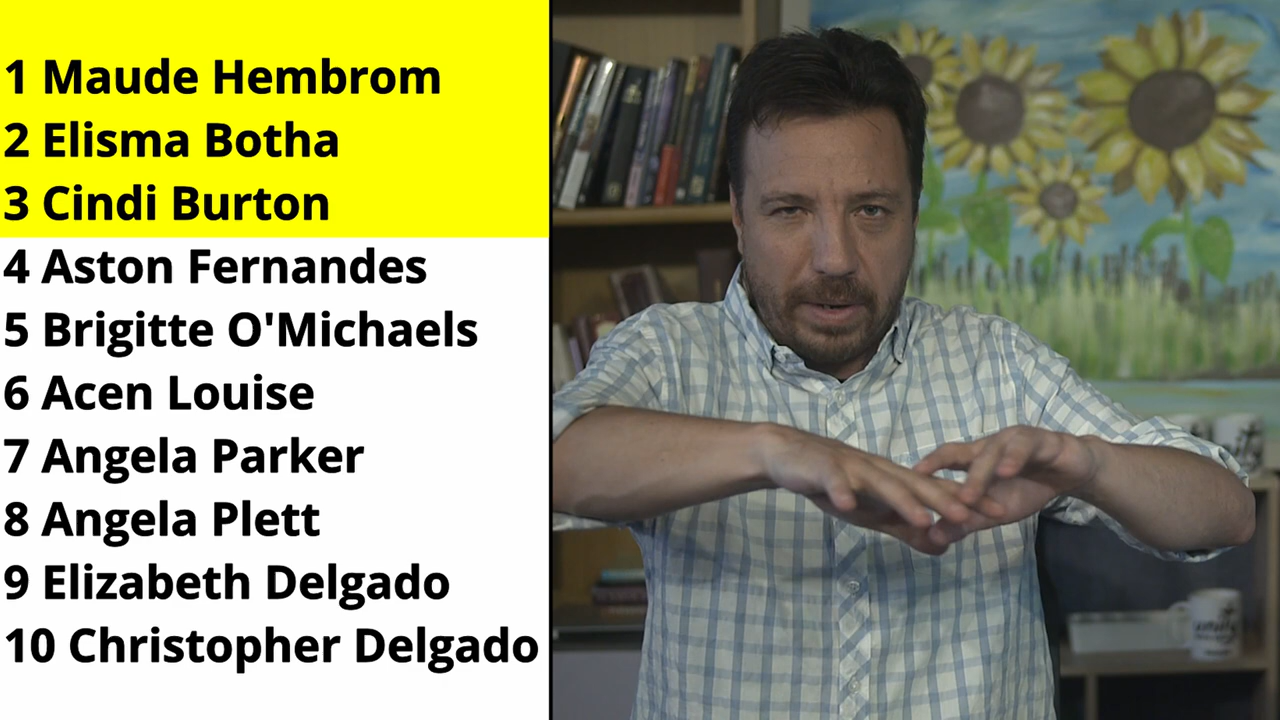 1 Maude Hembrom
2 Elisma Botha
3 Cindi Burton
4 Aston Fernandes
5 Brigitte O'Michaels
6 Acen Louise
7 Angela Parker
8 Angela Plett
9 Elizabeth Delgado
10 Christopher Delgado